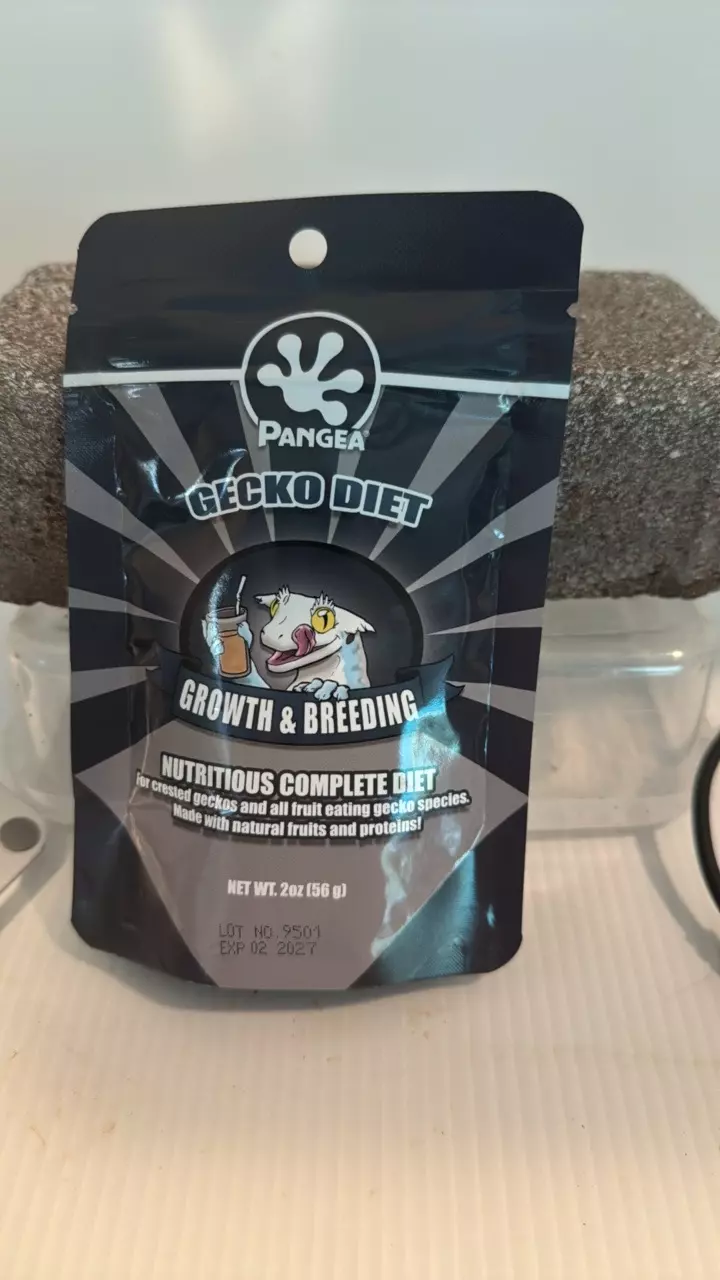 PANGEA
GECKO DIET
GROWTH & BREEDING
NUTRITIOUS COMPLETE DIET
For crested geckos and all fruit eating gecko species.
Made with natural fruits and proteins!
NET WT. 2oz (56 g)
LOT NO.9501
EXP 02 2027